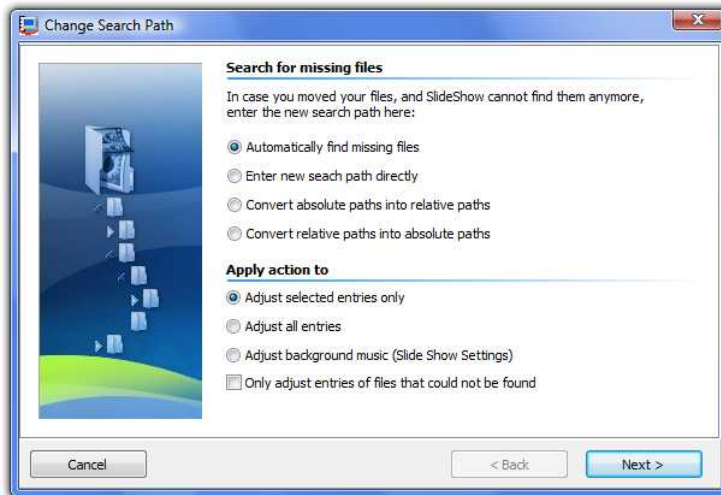 Change Search Path
Search for missing files
In case you moved your files, and SlideShow cannot find them anymore,
enter the new search path here:
Automatically find missing files
Enter new seach path directly
Convert absolute paths into relative paths
Convert relative paths into absolute paths
Apply action to
Adjust selected entries only
Adjust all entries
Adjust background music (Slide Show Settings)
Only adjust entries of files that could not be found
Cancel
< Back
Next >